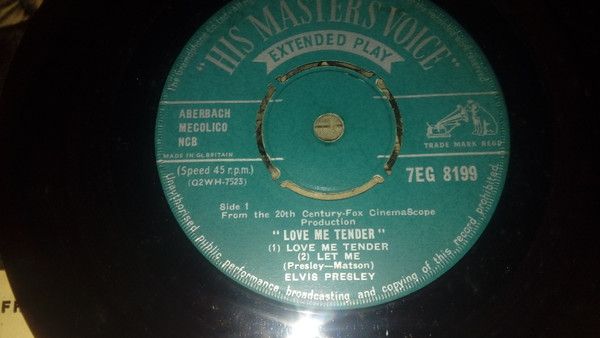 "HIS MASTER'S VOICE"
EXTENDED PLAY
ABERBACH
MECOLICO
NCB
MADE IN GT. BRITAIN
TRADE MARK REGD
(Speed 45 r.p.m.)
(G2WH-7523)
7EG 8199
Side 1
From the 20th Century-Fox CinemaScope
Production
"LOVE ME TENDER"
(1) LOVE ME TENDER
(2) LET ME
(Presley—Matson)
ELVIS PRESLEY
Unauthorised public performance broadcasting and copying of this record prohibited.